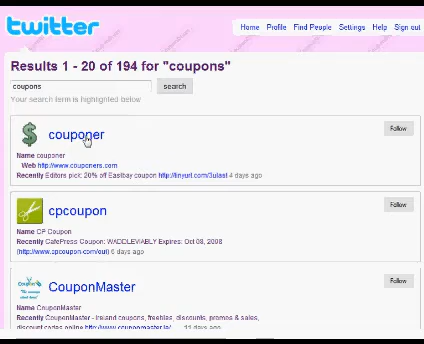 twitter
Home Profile Find People Settings Help Sign out
Results 1 - 20 of 194 for "coupons"
coupons search
Your search term is highlighted below
couponer Follow
Name couponer
Web http://www.couponers.com
Recently Editors pick: 20% off Eastbay coupon http://tinyurl.com/3ulast 4 days ago
cpcoupon Follow
Name CP Coupon
Recently CafePress Coupon: WADDLEVIABLY Expires: Oct 08, 2008
(http://www.cpcoupon.com/out) 6 days ago
CouponMaster Follow
Name CouponMaster
Recently CouponMaster - Ireland coupons, freebies, discounts, promo & sales,
discount codes online http://www.couponmaster.ie/ ... 11 days ago